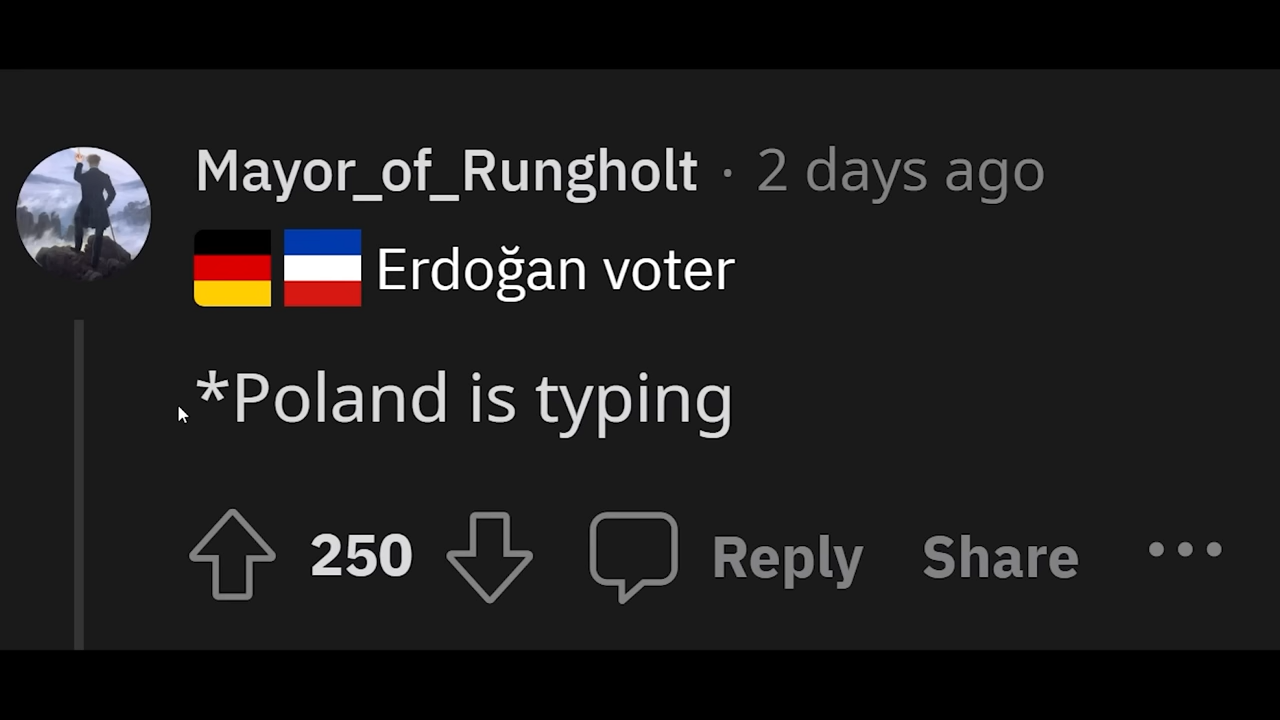 Mayor_of_Rungholt · 2 days ago
Erdoğan voter
*Poland is typing
250 Reply Share